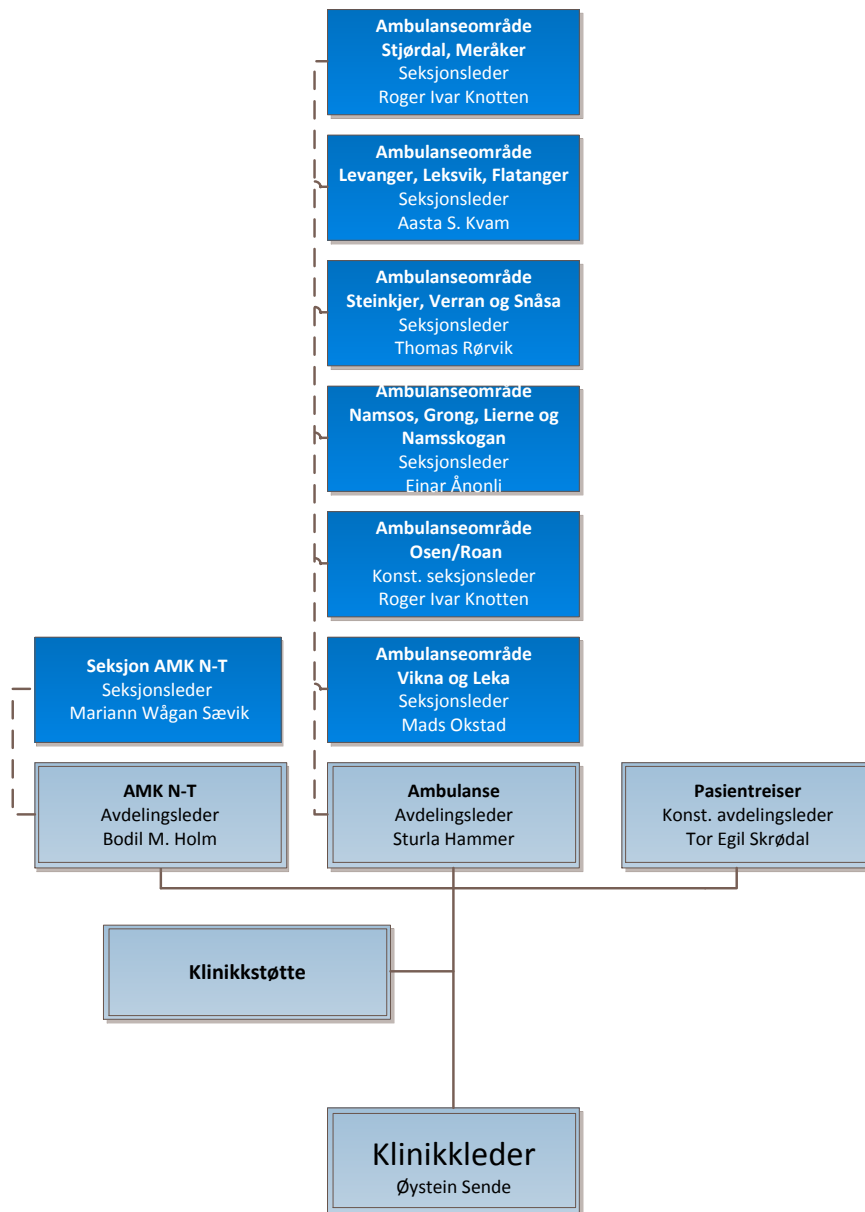 Ambulanseområde
Stjørdal, Meråker
Seksjonsleder
Roger Ivar Knotten
Ambulanseområde
Levanger, Leksvik, Flatanger
Seksjonsleder
Aasta S. Kvam
Ambulanseområde
Steinkjer, Verran og Snåsa
Seksjonsleder
Thomas Rørvik
Ambulanseområde
Namsos, Grong, Lierne og
Namsskogan
Seksjonsleder
Einar Ånonli
Ambulanseområde
Osen/Roan
Konst. seksjonsleder
Roger Ivar Knotten
Seksjon AMK N-T
Seksjonsleder
Mariann Wågan Sævik
Ambulanseområde
Vikna og Leka
Seksjonsleder
Mads Okstad
AMK N-T
Avdelingsleder
Bodil M. Holm
Ambulanse
Avdelingsleder
Sturla Hammer
Pasientreiser
Konst. avdelingsleder
Tor Egil Skrødal
Klinikkstøtte
Klinikkleder
Øystein Sende